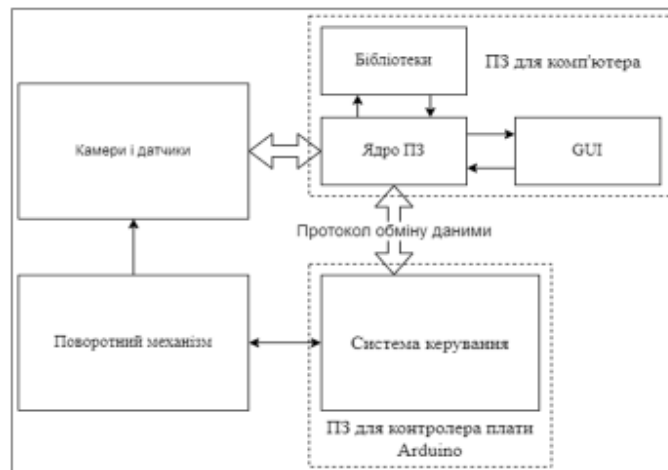 Бібліотеки
ПЗ для комп'ютера
Камери і датчики
Ядро ПЗ
GUI
Протокол обміну даними
Поворотний механізм
Система керування
ПЗ для контролера плати
Arduino